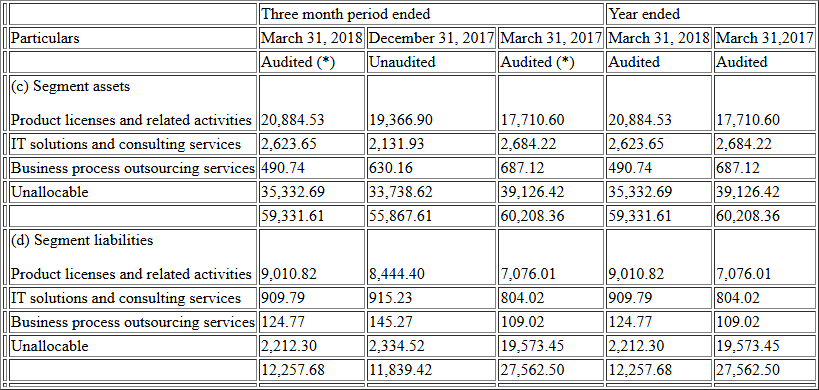 Three month period ended Year ended
Particulars March 31, 2018 December 31, 2017 March 31, 2017 March 31, 2018 March 31,2017
Audited (*) Unaudited Audited (*) Audited Audited
(c) Segment assets
Product licenses and related activities 20,884.53 19,366.90 17,710.60 20,884.53 17,710.60
IT solutions and consulting services 2,623.65 2,131.93 2,684.22 2,623.65 2,684.22
Business process outsourcing services 490.74 630.16 687.12 490.74 687.12
Unallocable 35,332.69 33,738.62 39,126.42 35,332.69 39,126.42
59,331.61 55,867.61 60,208.36 59,331.61 60,208.36
(d) Segment liabilities
Product licenses and related activities 9,010.82 8,444.40 7,076.01 9,010.82 7,076.01
IT solutions and consulting services 909.79 915.23 804.02 909.79 804.02
Business process outsourcing services 124.77 145.27 109.02 124.77 109.02
Unallocable 2,212.30 2,334.52 19,573.45 2,212.30 19,573.45
12,257.68 11,839.42 27,562.50 12,257.68 27,562.50